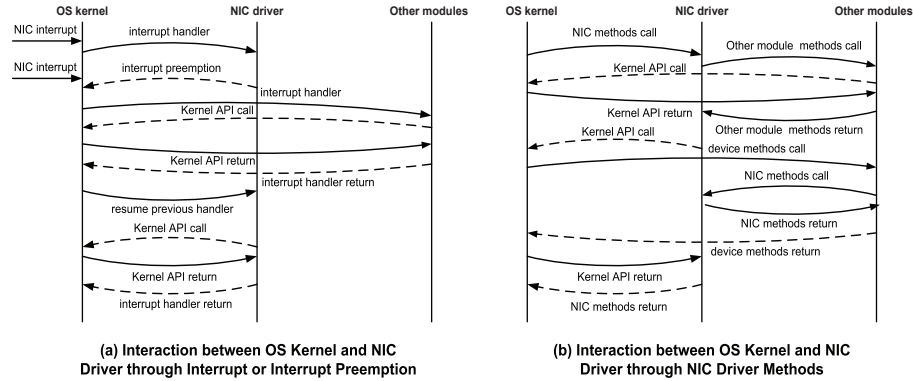 OS kernel
NIC driver
Other modules
NIC interrupt
interrupt handler
NIC interrupt
interrupt preemption
interrupt handler
Kernel API call
Kernel API return
interrupt handler return
resume previous handler
Kernel API call
Kernel API return
interrupt handler return
(a) Interaction between OS Kernel and NIC
Driver through Interrupt or Interrupt Preemption
OS kernel
NIC driver
Other modules
NIC methods call
Other module methods call
Kernel API call
Kernel API return
Other module methods return
Kernel API call
device methods call
NIC methods call
NIC methods return
device methods return
Kernel API return
NIC methods return
(b) Interaction between OS Kernel and NIC
Driver through NIC Driver Methods